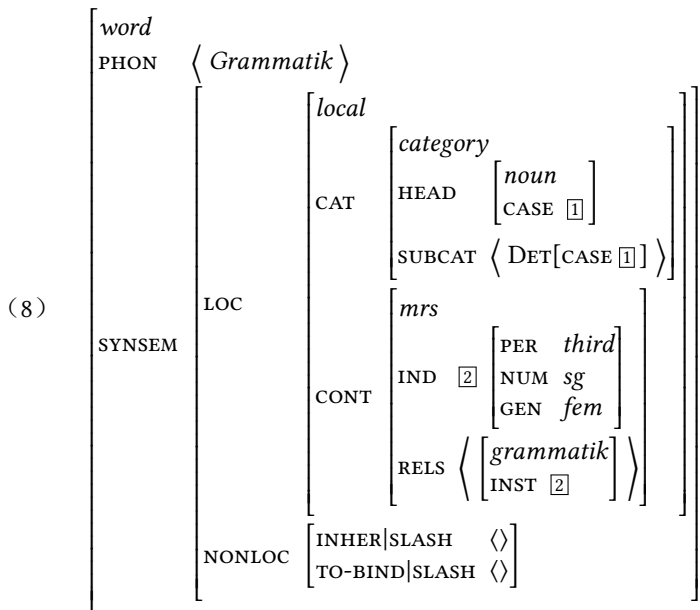 word
PHON ⟨ Grammatik ⟩
local
category
HEAD noun
CASE 1
CAT
SUBCAT ⟨ DET[CASE 1] ⟩
(8)
LOC
mrs
SYNSEM
PER third
IND 2 NUM sg
GEN fem
CONT
RELS ⟨ grammatik
INST 2 ⟩
NONLOC INHER|SLASH ⟨⟩
TO-BIND|SLASH ⟨⟩